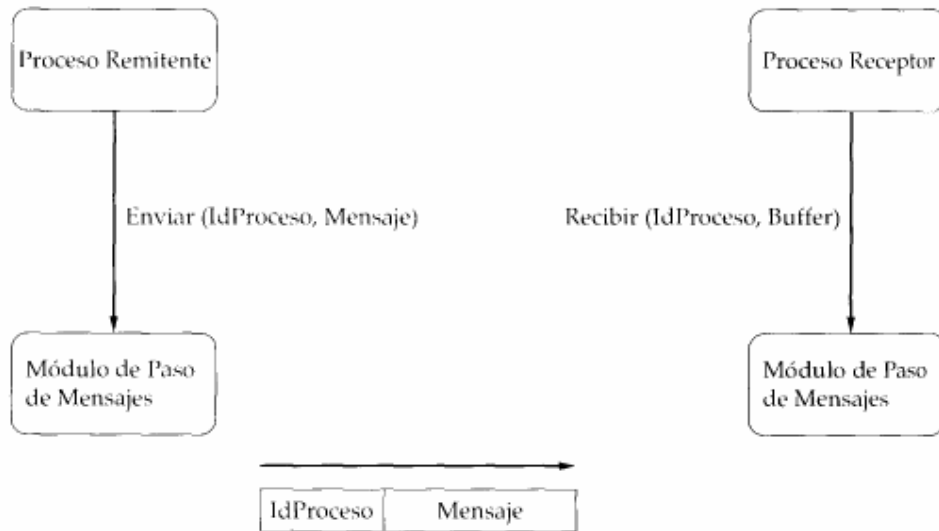 Proceso Remitente
Proceso Receptor
Enviar (IdProceso, Mensaje)
Recibir (IdProceso, Buffer)
Módulo de Paso
de Mensajes
Módulo de Paso
de Mensajes
IdProceso
Mensaje